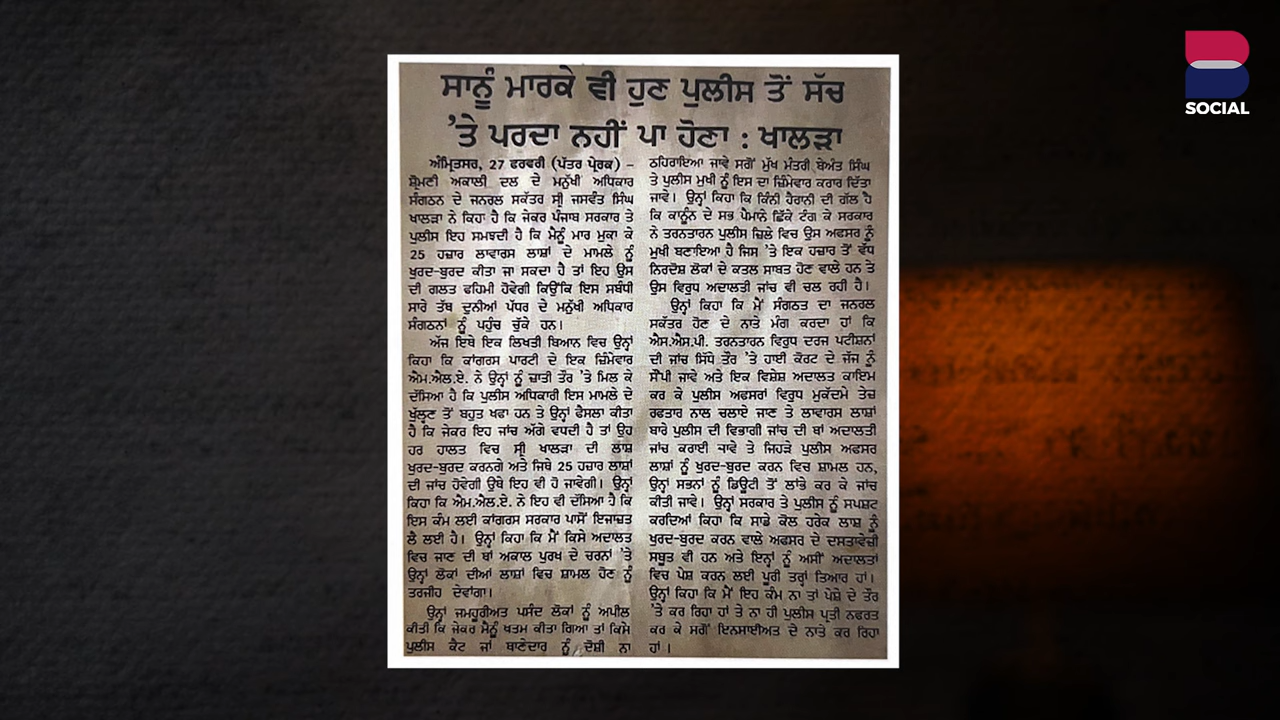 ਸਾਨੂੰ ਮਾਰਕੇ ਵੀ ਹੁਣ ਪੁਲੀਸ ਤੋਂ ਸੱਚ
'ਤੇ ਪਰਦਾ ਨਹੀਂ ਪਾ ਹੋਣਾ : ਖਾਲੜਾ
ਅੰਮ੍ਰਿਤਸਰ, 27 ਫਰਵਰੀ (ਪੱਤਰ ਪ੍ਰੇਰਕ) –
ਸ਼੍ਰੋਮਣੀ ਅਕਾਲੀ ਦਲ ਦੇ ਮਨੁੱਖੀ ਅਧਿਕਾਰ
ਸੰਗਠਨ ਦੇ ਜਨਰਲ ਸਕੱਤਰ ਸ੍ਰੀ ਜਸਵੰਤ ਸਿੰਘ
ਖਾਲੜਾ ਨੇ ਕਿਹਾ ਹੈ ਕਿ ਜੇਕਰ ਪੰਜਾਬ ਸਰਕਾਰ ਤੇ
ਪੁਲੀਸ ਇਹ ਸਮਝਦੀ ਹੈ ਕਿ ਮੈਨੂੰ ਮਾਰ ਮੁਕਾ ਕੇ
25 ਹਜ਼ਾਰ ਲਾਵਾਰਸ ਲਾਸ਼ਾਂ ਦੇ ਮਾਮਲੇ ਨੂੰ
ਖੁਰਦ-ਬੁਰਦ ਕੀਤਾ ਜਾ ਸਕਦਾ ਹੈ ਤਾਂ ਇਹ ਉਸ
ਦੀ ਗਲਤ ਫਹਿਮੀ ਹੋਵੇਗੀ ਕਿਉਂਕਿ ਇਸ ਸਬੰਧੀ
ਸਾਰੇ ਤੱਥ ਦੁਨੀਆਂ ਪੱਧਰ ਦੇ ਮਨੁੱਖੀ ਅਧਿਕਾਰ
ਸੰਗਠਨਾਂ ਨੂੰ ਪਹੁੰਚ ਚੁੱਕੇ ਹਨ।
ਅੱਜ ਇਥੇ ਇਕ ਲਿਖਤੀ ਬਿਆਨ ਵਿਚ ਉਨ੍ਹਾਂ
ਕਿਹਾ ਕਿ ਕਾਂਗਰਸ ਪਾਰਟੀ ਦੇ ਇਕ ਜ਼ਿੰਮੇਵਾਰ
ਐਮ.ਐਲ.ਏ. ਨੇ ਉਨ੍ਹਾਂ ਨੂੰ ਜ਼ਾਤੀ ਤੌਰ 'ਤੇ ਮਿਲ ਕੇ
ਦੱਸਿਆ ਹੈ ਕਿ ਪੁਲਿਸ ਅਧਿਕਾਰੀ ਇਸ ਮਾਮਲੇ ਦੇ
ਖੁੱਲ੍ਹਣ ਤੋਂ ਬਹੁਤ ਖਫਾ ਹਨ ਤੇ ਉਨ੍ਹਾਂ ਫੈਸਲਾ ਕੀਤਾ
ਹੈ ਕਿ ਜੇਕਰ ਇਹ ਜਾਂਚ ਅੱਗੇ ਵਧਦੀ ਹੈ ਤਾਂ ਉਹ
ਹਰ ਹਾਲਤ ਵਿਚ ਸ੍ਰੀ ਖਾਲੜਾ ਦੀ ਲਾਸ਼
ਖੁਰਦ-ਬੁਰਦ ਕਰਨਗੇ ਅਤੇ ਜਿਥੇ 25 ਹਜ਼ਾਰ ਲਾਸ਼ਾਂ
ਦੀ ਜਾਂਚ ਹੋਵੇਗੀ ਉਥੇ ਇਹ ਵੀ ਹੋ ਜਾਵੇਗੀ। ਉਨ੍ਹਾਂ
ਕਿਹਾ ਕਿ ਐਮ.ਐਲ.ਏ. ਨੇ ਇਹ ਵੀ ਦੱਸਿਆ ਹੈ ਕਿ
ਇਸ ਕੰਮ ਲਈ ਕਾਂਗਰਸ ਸਰਕਾਰ ਪਾਸੋਂ ਇਜਾਜ਼ਤ
ਲੈ ਲਈ ਹੈ। ਉਨ੍ਹਾਂ ਕਿਹਾ ਕਿ ਮੈਂ ਕਿਸੇ ਅਦਾਲਤ
ਵਿਚ ਜਾਣ ਦੀ ਥਾਂ ਅਕਾਲ ਪੁਰਖ ਦੇ ਚਰਨਾਂ 'ਤੇ
ਉਨ੍ਹਾਂ ਲੋਕਾਂ ਦੀਆਂ ਲਾਸ਼ਾਂ ਵਿਚ ਸ਼ਾਮਲ ਹੋਣ ਨੂੰ
ਤਰਜੀਹ ਦੇਵਾਂਗਾ।
ਉਨ੍ਹਾਂ ਜਮਹੂਰੀਅਤ ਪਸੰਦ ਲੋਕਾਂ ਨੂੰ ਅਪੀਲ
ਕੀਤੀ ਕਿ ਜੇਕਰ ਮੈਨੂੰ ਖਤਮ ਕੀਤਾ ਗਿਆ ਤਾਂ ਕਿਸੇ
ਪੁਲੀਸ ਕੈਟ ਜਾਂ ਥਾਣੇਦਾਰ ਨੂੰ ਦੋਸ਼ੀ ਨਾ
ਠਹਿਰਾਇਆ ਜਾਵੇ ਸਗੋਂ ਮੁੱਖ ਮੰਤਰੀ ਬੇਅੰਤ ਸਿੰਘ
ਤੇ ਪੁਲੀਸ ਮੁਖੀ ਨੂੰ ਇਸ ਦਾ ਜ਼ਿੰਮੇਵਾਰ ਕਰਾਰ ਦਿੱਤਾ
ਜਾਵੇ। ਉਨ੍ਹਾਂ ਕਿਹਾ ਕਿ ਕਿੰਨੀ ਹੈਰਾਨੀ ਦੀ ਗੱਲ ਹੈ
ਕਿ ਕਾਨੂੰਨ ਦੇ ਸਭ ਪੈਮਾਨੇ ਛਿੱਕੇ ਟੰਗ ਕੇ ਸਰਕਾਰ
ਨੇ ਤਰਨਤਾਰਨ ਪੁਲੀਸ ਜ਼ਿਲੇ ਵਿਚ ਉਸ ਅਫਸਰ ਨੂੰ
ਮੁਖੀ ਬਣਾਇਆ ਹੈ ਜਿਸ 'ਤੇ ਇਕ ਹਜ਼ਾਰ ਤੋਂ ਵੱਧ
ਨਿਰਦੋਸ਼ ਲੋਕਾਂ ਦੇ ਕਤਲ ਸਾਬਤ ਹੋਣ ਵਾਲੇ ਹਨ ਤੇ
ਉਸ ਵਿਰੁਧ ਅਦਾਲਤੀ ਜਾਂਚ ਵੀ ਚਲ ਰਹੀ ਹੈ।
ਉਨ੍ਹਾਂ ਕਿਹਾ ਕਿ ਮੈਂ ਸੰਗਠਤ ਦਾ ਜਨਰਲ
ਸਕੱਤਰ ਹੋਣ ਦੇ ਨਾਤੇ ਮੰਗ ਕਰਦਾ ਹਾਂ ਕਿ
ਐਸ.ਐਸ.ਪੀ. ਤਰਨਤਾਰਨ ਵਿਰੁਧ ਦਰਜ ਪਟੀਸ਼ਨਾਂ
ਦੀ ਜਾਂਚ ਸਿੱਧੇ ਤੌਰ 'ਤੇ ਹਾਈ ਕੋਰਟ ਦੇ ਜੱਜ ਨੂੰ
ਸੌਂਪੀ ਜਾਵੇ ਅਤੇ ਇਕ ਵਿਸ਼ੇਸ਼ ਅਦਾਲਤ ਕਾਇਮ
ਕਰ ਕੇ ਪੁਲਿਸ ਅਫਸਰਾਂ ਵਿਰੁਧ ਮੁਕੱਦਮੇ ਤੇਜ਼
ਰਫਤਾਰ ਨਾਲ ਚਲਾਏ ਜਾਣ ਤੇ ਲਾਵਾਰਸ ਲਾਸ਼ਾਂ
ਬਾਰੇ ਪੁਲੀਸ ਦੀ ਵਿਭਾਗੀ ਜਾਂਚ ਦੀ ਥਾਂ ਅਦਾਲਤੀ
ਜਾਂਚ ਕਰਾਈ ਜਾਵੇ ਤੇ ਜਿਹੜੇ ਪੁਲੀਸ ਅਫਸਰ
ਲਾਸ਼ਾਂ ਨੂੰ ਖੁਰਦ-ਬੁਰਦ ਕਰਨ ਵਿਚ ਸ਼ਾਮਲ ਹਨ,
ਉਨ੍ਹਾਂ ਸਭਨਾਂ ਨੂੰ ਡਿਊਟੀ ਤੋਂ ਲਾਂਭੇ ਕਰ ਕੇ ਜਾਂਚ
ਕੀਤੀ ਜਾਵੇ। ਉਨ੍ਹਾਂ ਸਰਕਾਰ ਤੇ ਪੁਲੀਸ ਨੂੰ ਸਪਸ਼ਟ
ਕਰਦਿਆਂ ਕਿਹਾ ਕਿ ਸਾਡੇ ਕੋਲ ਹਰੇਕ ਲਾਸ਼ ਨੂੰ
ਖੁਰਦ-ਬੁਰਦ ਕਰਨ ਵਾਲੇ ਅਫਸਰ ਦੇ ਦਸਤਾਵੇਜ਼ੀ
ਸਬੂਤ ਵੀ ਹਨ ਅਤੇ ਇਨ੍ਹਾਂ ਨੂੰ ਅਸੀਂ ਅਦਾਲਤਾਂ
ਵਿਚ ਪੇਸ਼ ਕਰਨ ਲਈ ਪੂਰੀ ਤਰ੍ਹਾਂ ਤਿਆਰ ਹਾਂ।
ਉਨ੍ਹਾਂ ਕਿਹਾ ਕਿ ਮੈਂ ਇਹ ਕੰਮ ਨਾ ਤਾਂ ਪੇਸ਼ੇ ਦੇ ਤੌਰ
'ਤੇ ਕਰ ਰਿਹਾ ਹਾਂ ਤੇ ਨਾ ਹੀ ਪੁਲੀਸ ਪ੍ਰਤੀ ਨਫਰਤ
ਕਰ ਕੇ ਸਗੋਂ ਇਨਸਾਈਅਤ ਦੇ ਨਾਤੇ ਕਰ ਰਿਹਾ
ਹਾਂ।
SOCIAL